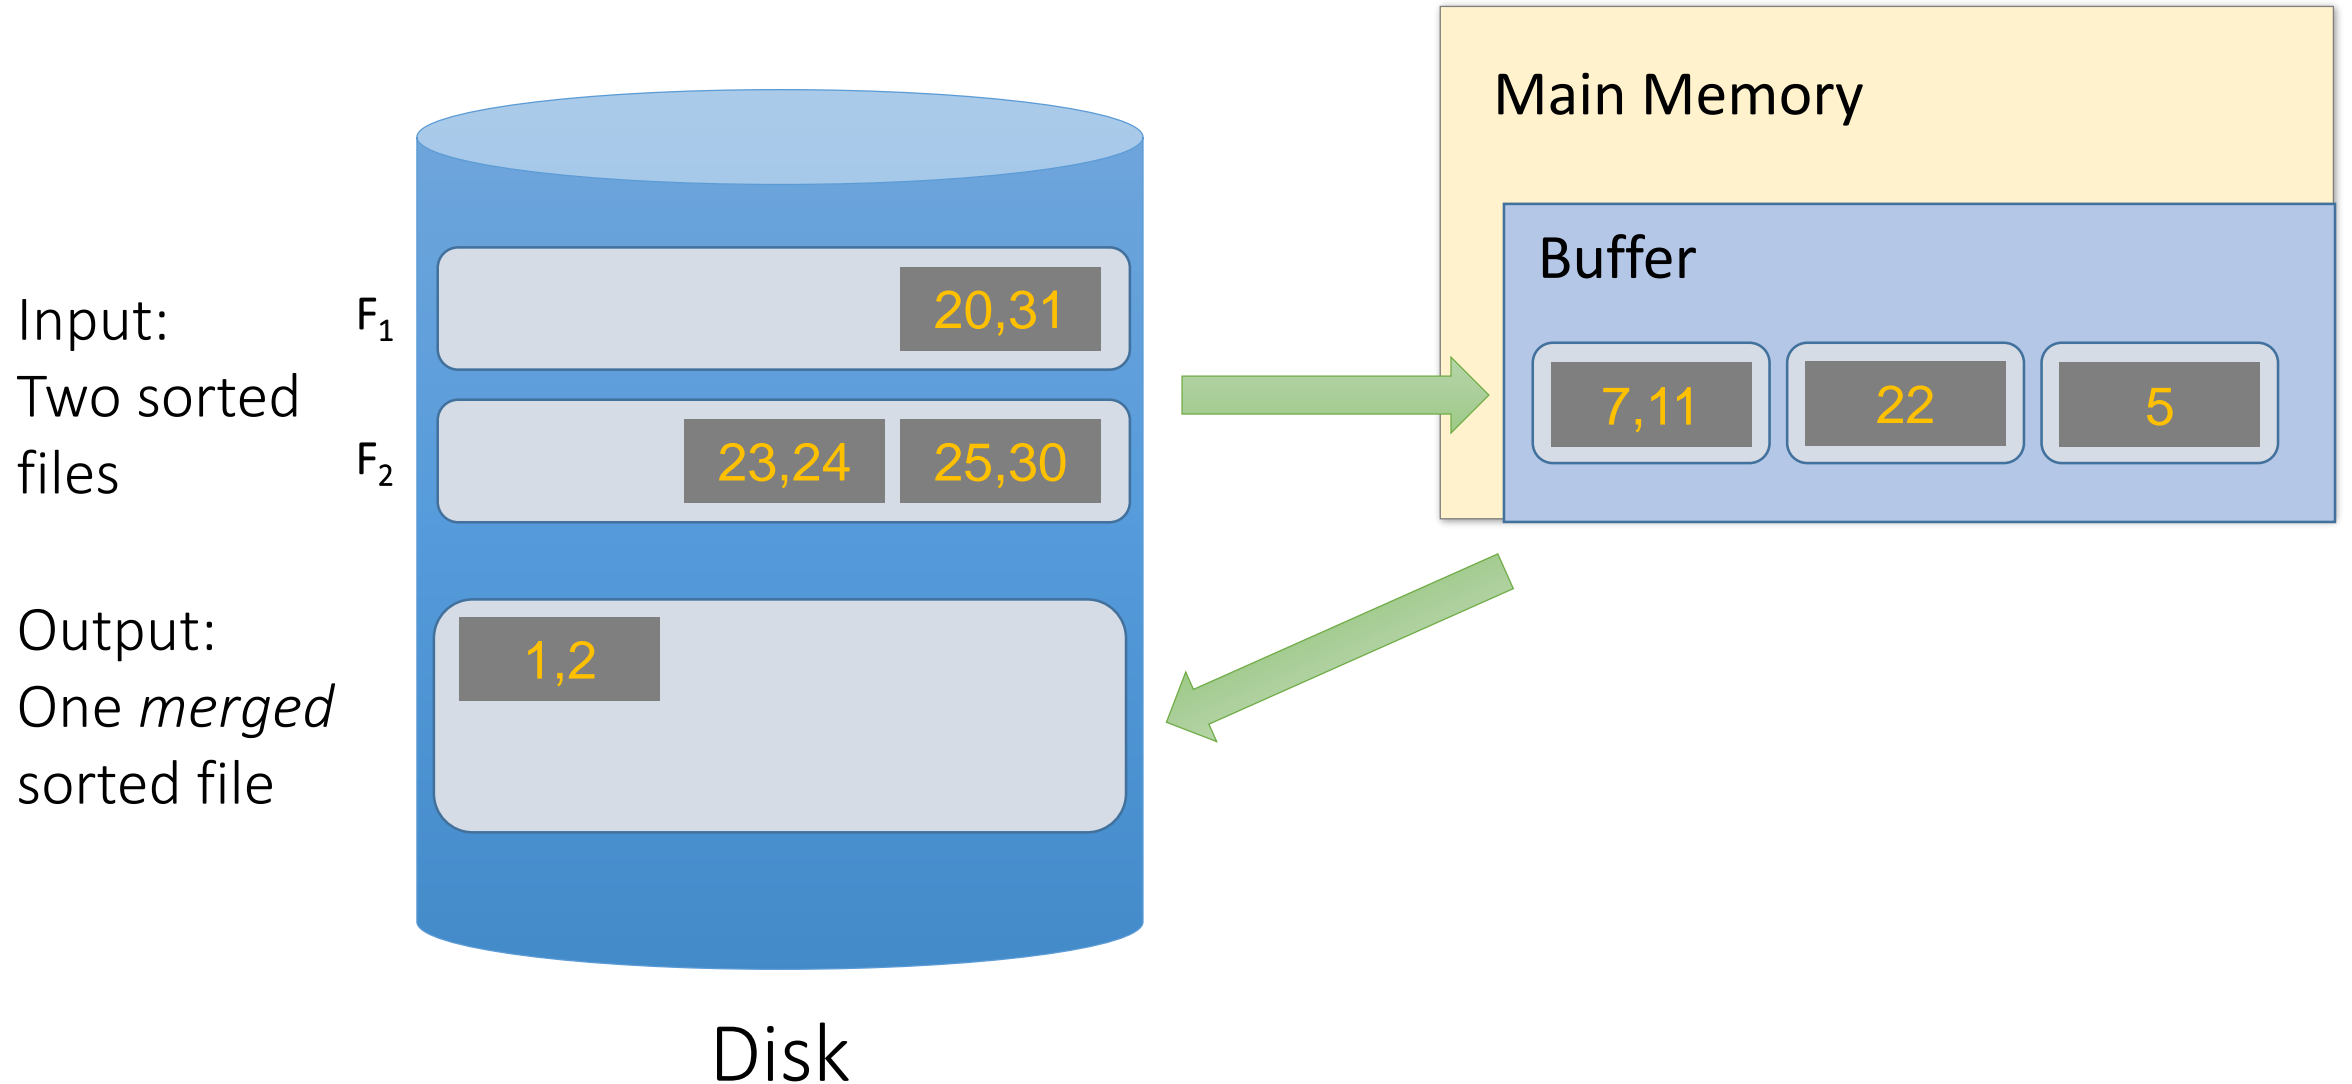 Main Memory
Buffer
7,11 22 5
Input:
Two sorted
files
F1
20,31
F2
23,24 25,30
Output:
One merged
sorted file
1,2
Disk